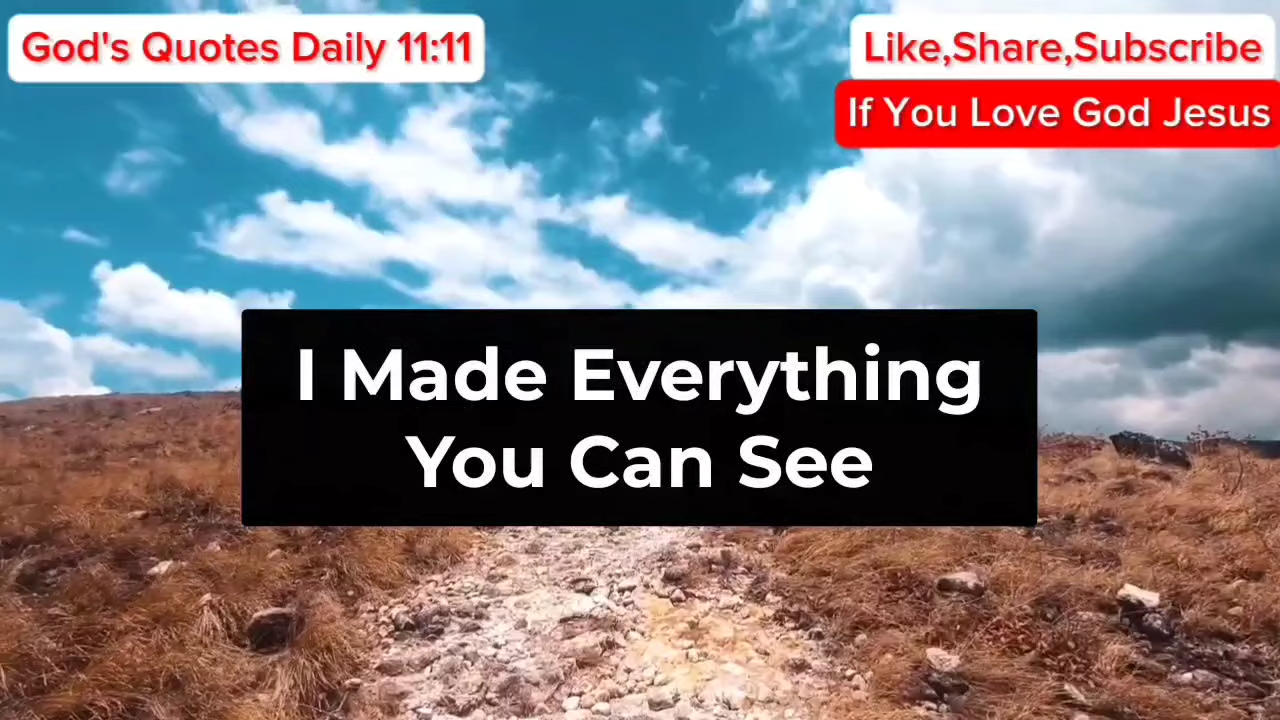 God's Quotes Daily 11:11
Like,Share,Subscribe
If You Love God Jesus
I Made Everything
You Can See